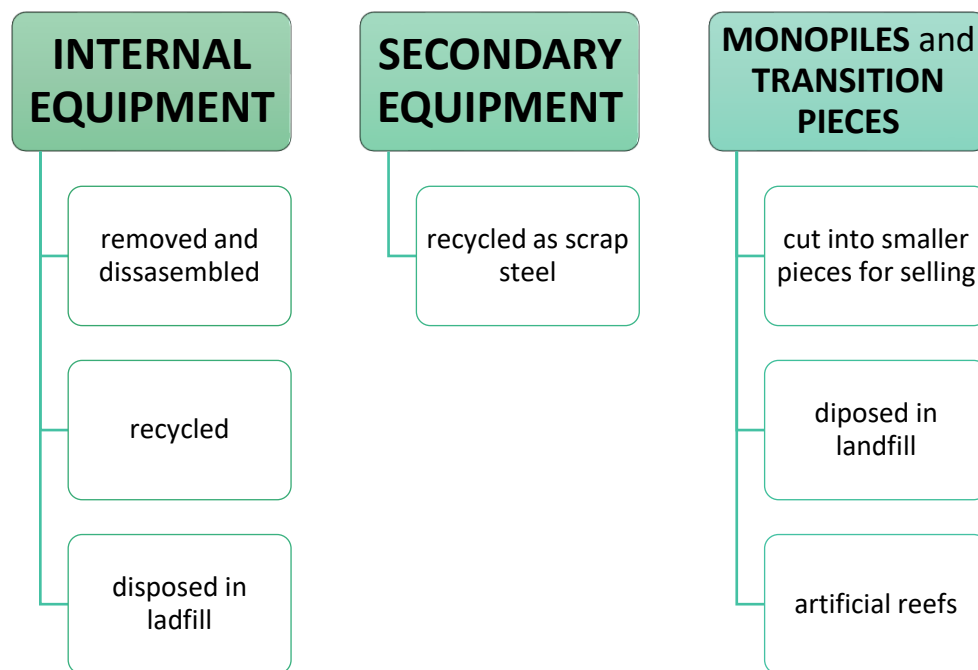 INTERNAL
EQUIPMENT
removed and
dissasembled
recycled
disposed in
ladfill
SECONDARY
EQUIPMENT
recycled as scrap
steel
MONOPILES and
TRANSITION
PIECES
cut into smaller
pieces for selling
diposed in
landfill
artificial reefs